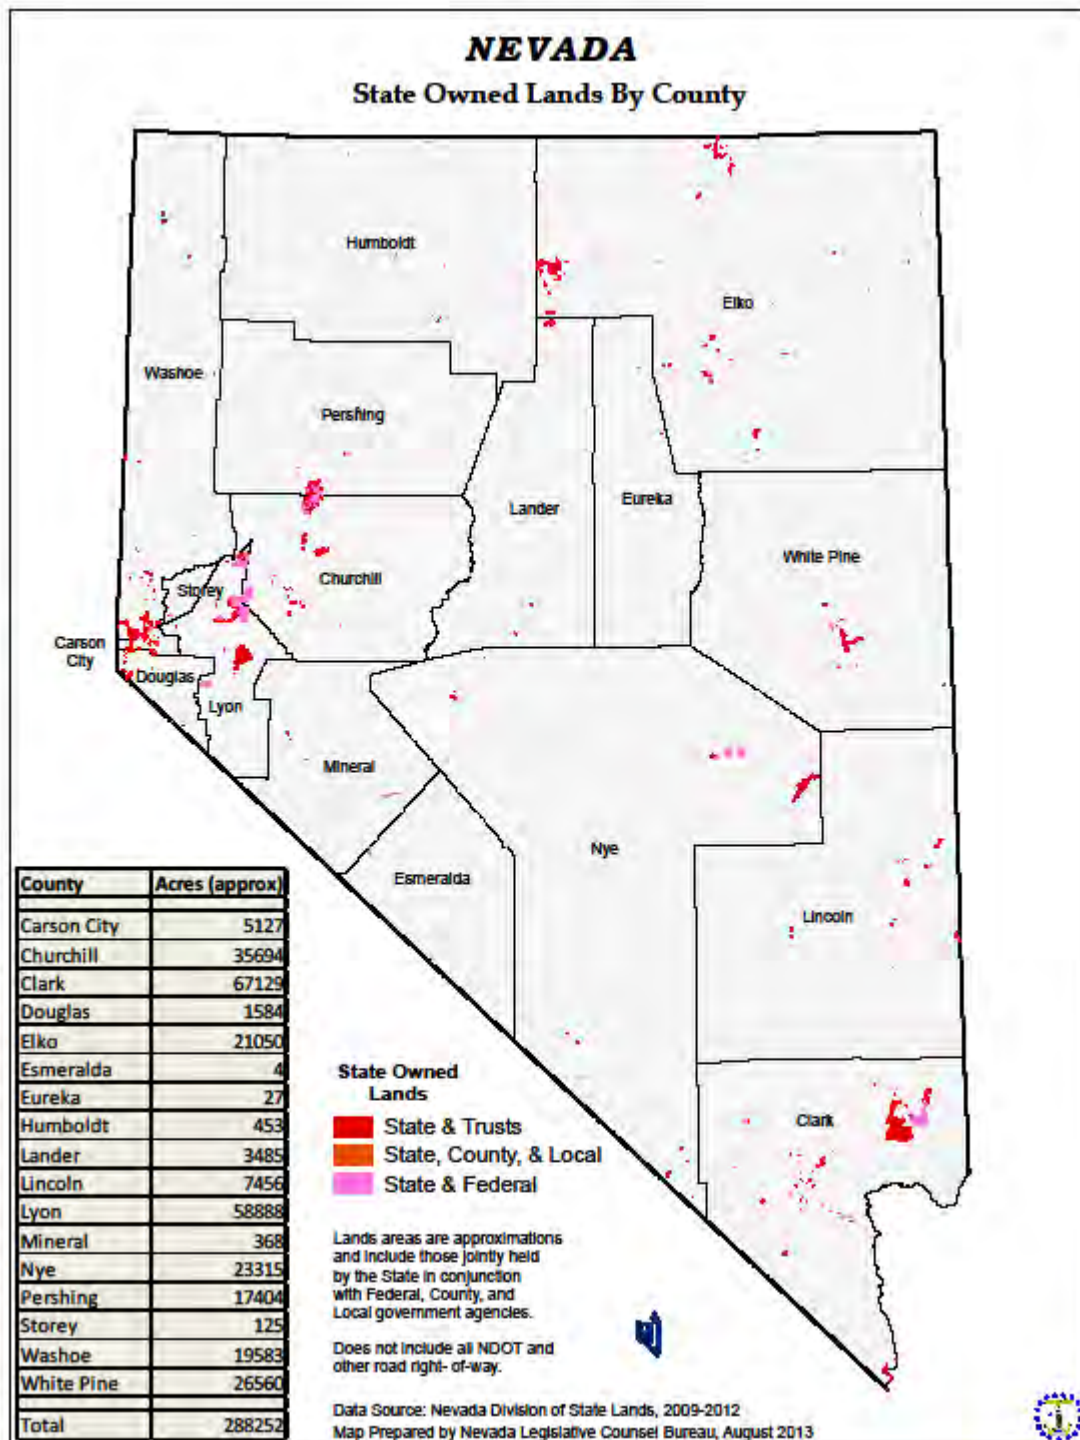 NEVADA
State Owned Lands By County
Humboldt
Elko
Washoe
Pershing
Lander
Eureka
White Pine
Storey
Churchill
Carson
City
Douglas
Lyon
Mineral
Nye
Esmeralda
Lincoln
Clark
County Acres (approx)
Carson City 5127
Churchill 35694
Clark 67129
Douglas 1584
Elko 21050
Esmeralda 4
Eureka 27
Humboldt 453
Lander 3485
Lincoln 7456
Lyon 58888
Mineral 368
Nye 23315
Pershing 17404
Storey 125
Washoe 19583
White Pine 26560
Total 288252
State Owned
Lands
State & Trusts
State, County, & Local
State & Federal
Lands areas are approximations
and include those jointly held
by the State in conjunction
with Federal, County, and
Local government agencies.
Does not include all NDOT and
other road right- of-way.
Data Source: Nevada Division of State Lands, 2009-2012
Map Prepared by Nevada Legislative Counsel Bureau, August 2013